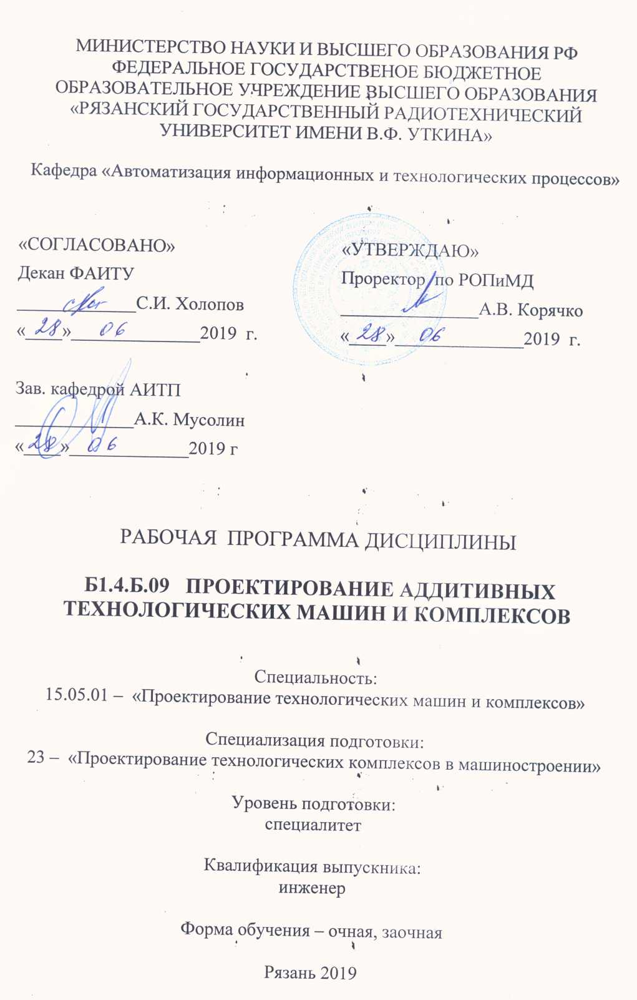 МИНИСТЕРСТВО НАУКИ И ВЫСШЕГО ОБРАЗОВАНИЯ РФ
ФЕДЕРАЛЬНОЕ ГОСУДАРСТВЕНОЕ БЮДЖЕТНОЕ
ОБРАЗОВАТЕЛЬНОЕ УЧРЕЖДЕНИЕ ВЫСШЕГО ОБРАЗОВАНИЯ
«РЯЗАНСКИЙ ГОСУДАРСТВЕННЫЙ РАДИОТЕХНИЧЕСКИЙ
УНИВЕРСИТЕТ ИМЕНИ В.Ф. УТКИНА»
Кафедра «Автоматизация информационных и технологических процессов»
«СОГЛАСОВАНО»
Декан ФАИТУ
_____________С.И. Холопов
«28» 06 2019 г.
«УТВЕРЖДАЮ»
Проректор по РОПиМД
_______________А.В. Корячко
«28» 06 2019 г.
Зав. кафедрой АИТП
_____________А.К. Мусолин
«28» 06 2019 г
РАБОЧАЯ ПРОГРАММА ДИСЦИПЛИНЫ
Б1.4.Б.09 ПРОЕКТИРОВАНИЕ АДДИТИВНЫХ
ТЕХНОЛОГИЧЕСКИХ МАШИН И КОМПЛЕКСОВ
Специальность:
15.05.01 – «Проектирование технологических машин и комплексов»
Специализация подготовки:
23 – «Проектирование технологических комплексов в машиностроении»
Уровень подготовки:
специалитет
Квалификация выпускника:
инженер
Форма обучения – очная, заочная
Рязань 2019